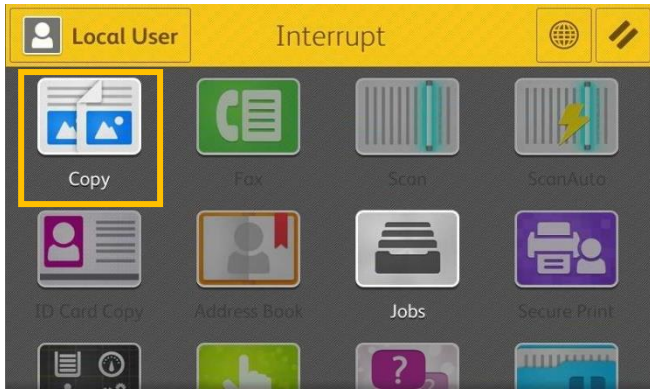 Local User Interrupt
Copy Fax Scan ScanAuto
ID Card Copy Address Book Jobs Secure Print
?